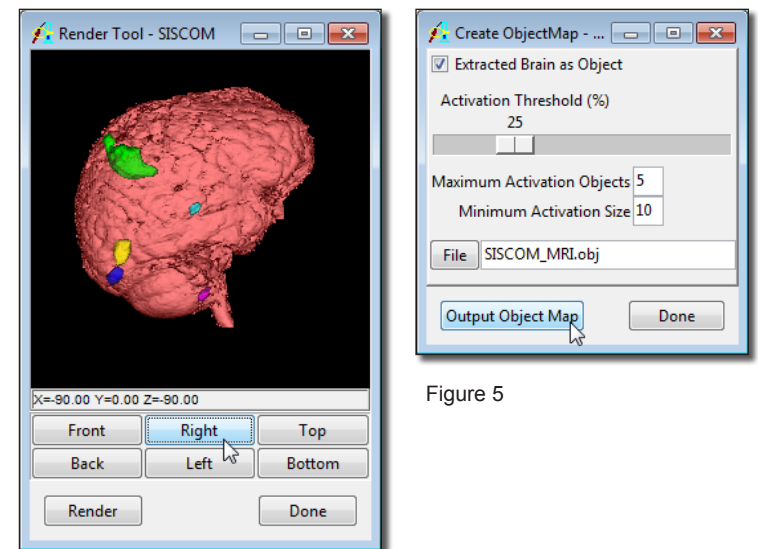 Render Tool - SISCOM
X=-90.00 Y=0.00 Z=-90.00
Front Right Top
Back Left Bottom
Render Done
Create ObjectMap - ...
Extracted Brain as Object
Activation Threshold (%)
25
Maximum Activation Objects 5
Minimum Activation Size 10
File SISCOM_MRI.obj
Output Object Map Done
Figure 5